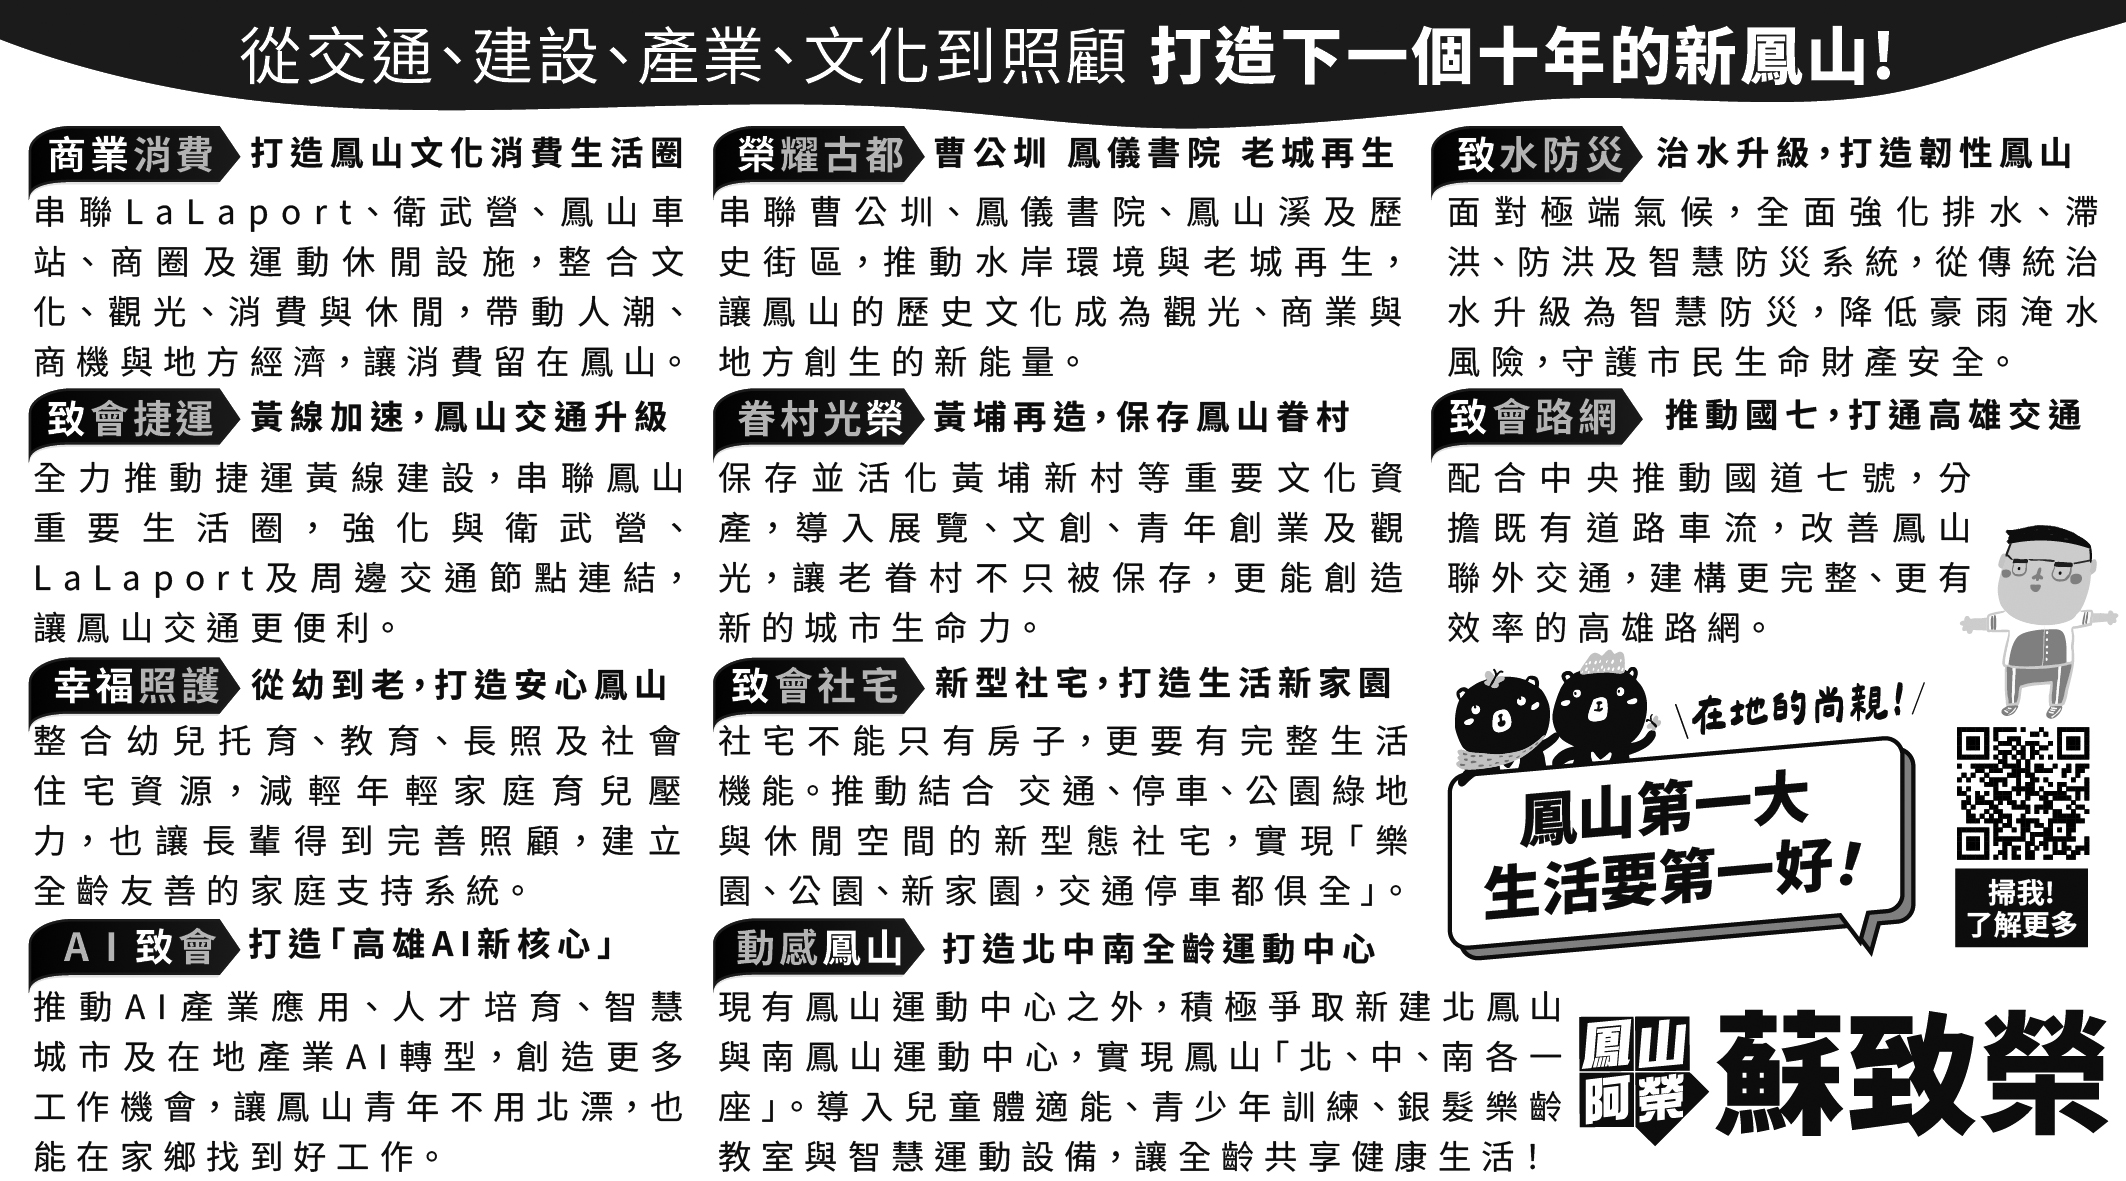 從交通、建設、產業、文化到照顧 打造下一個十年的新鳳山!
商業消費 打造鳳山文化消費生活圈
串聯LaLaport、衛武營、鳳山車
站、商圈及運動休閒設施，整合文
化、觀光、消費與休閒，帶動人潮、
商機與地方經濟，讓消費留在鳳山。
致會捷運 黃線加速，鳳山交通升級
全力推動捷運黃線建設，串聯鳳山
重要生活圈，強化與衛武營、
LaLaport及周邊交通節點連結，
讓鳳山交通更便利。
幸福照護 從幼到老，打造安心鳳山
整合幼兒托育、教育、長照及社會
住宅資源，減輕年輕家庭育兒壓
力，也讓長輩得到完善照顧，建立
全齡友善的家庭支持系統。
AI致會 打造「高雄AI新核心」
推動AI產業應用、人才培育、智慧
城市及在地產業AI轉型，創造更多
工作機會，讓鳳山青年不用北漂，也
能在家鄉找到好工作。
榮耀古都 曹公圳 鳳儀書院 老城再生
串聯曹公圳、鳳儀書院、鳳山溪及歷
史街區，推動水岸環境與老城再生，
讓鳳山的歷史文化成為觀光、商業與
地方創生的新能量。
眷村光榮 黃埔再造，保存鳳山眷村
保存並活化黃埔新村等重要文化資
產，導入展覽、文創、青年創業及觀
光，讓老眷村不只被保存，更能創造
新的城市生命力。
致會社宅 新型社宅，打造生活新家園
社宅不能只有房子，更要有完整生活
機能。推動結合 交通、停車、公園綠地
與休閒空間的新型態社宅，實現「樂
園、公園、新家園，交通停車都俱全」。
動感鳳山 打造北中南全齡運動中心
現有鳳山運動中心之外，積極爭取新建北鳳山
與南鳳山運動中心，實現鳳山「北、中、南各一
座」。導入兒童體適能、青少年訓練、銀髮樂齡
教室與智慧運動設備，讓全齡共享健康生活！
致水防災 治水升級，打造韌性鳳山
面對極端氣候，全面強化排水、滯
洪、防洪及智慧防災系統，從傳統治
水升級為智慧防災，降低豪雨淹水
風險，守護市民生命財產安全。
致會路網 推動國七，打通高雄交通
配合中央推動國道七號，分
擔既有道路車流，改善鳳山
聯外交通，建構更完整、更有
效率的高雄路網。
\在地的尚親!/
鳳山第一大
生活要第一好!
掃我!
了解更多
鳳山
阿榮
蘇致榮